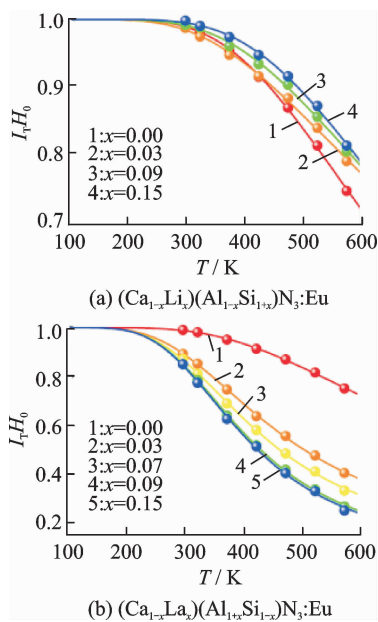 1.0
0.9
0.8
0.7
I_T H_0
1
2
3
4
1:x=0.00
2:x=0.03
3:x=0.09
4:x=0.15
100 200 300 400 500 600
T / K
(a) (Ca₁₋ₓLiₓ)(Al₁₋ₓSi₁₊ₓ)N₃:Eu
1.0
0.8
0.6
0.4
0.2
I_T H_0
1
2
3
4
5
1:x=0.00
2:x=0.03
3:x=0.07
4:x=0.09
5:x=0.15
100 200 300 400 500 600
T / K
(b) (Ca₁₋ₓLaₓ)(Al₁₊ₓSi₁₋ₓ)N₃:Eu